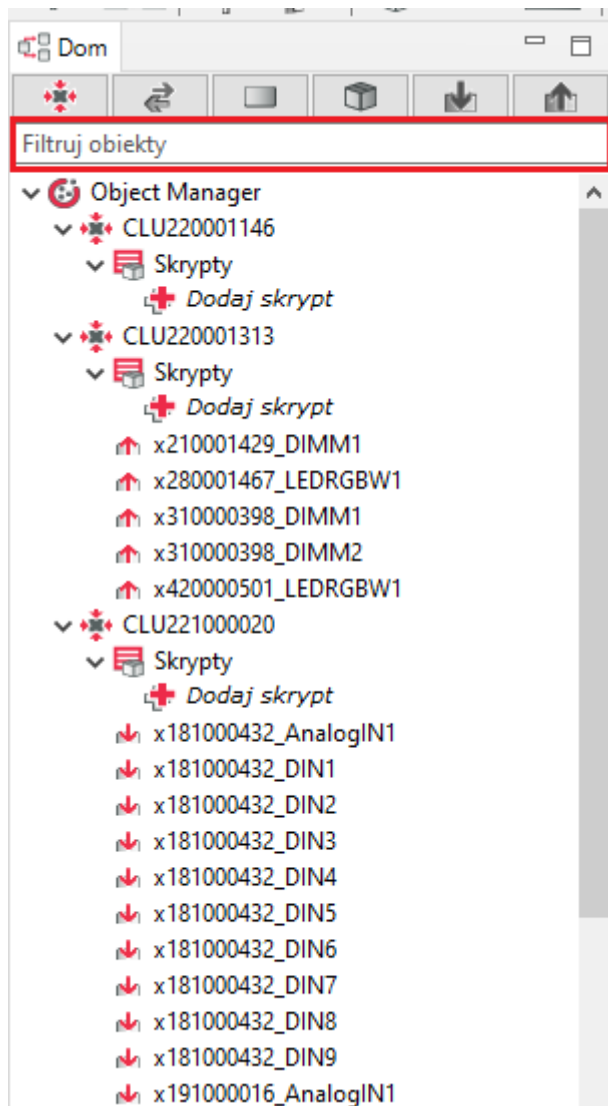 Dom
Filtruj obiekty
Object Manager
CLU220001146
Skrypty
Dodaj skrypt
CLU220001313
Skrypty
Dodaj skrypt
x210001429_DIMM1
x280001467_LEDRGBW1
x310000398_DIMM1
x310000398_DIMM2
x420000501_LEDRGBW1
CLU221000020
Skrypty
Dodaj skrypt
x181000432_AnalogIN1
x181000432_DIN1
x181000432_DIN2
x181000432_DIN3
x181000432_DIN4
x181000432_DIN5
x181000432_DIN6
x181000432_DIN7
x181000432_DIN8
x181000432_DIN9
x191000016_AnalogIN1